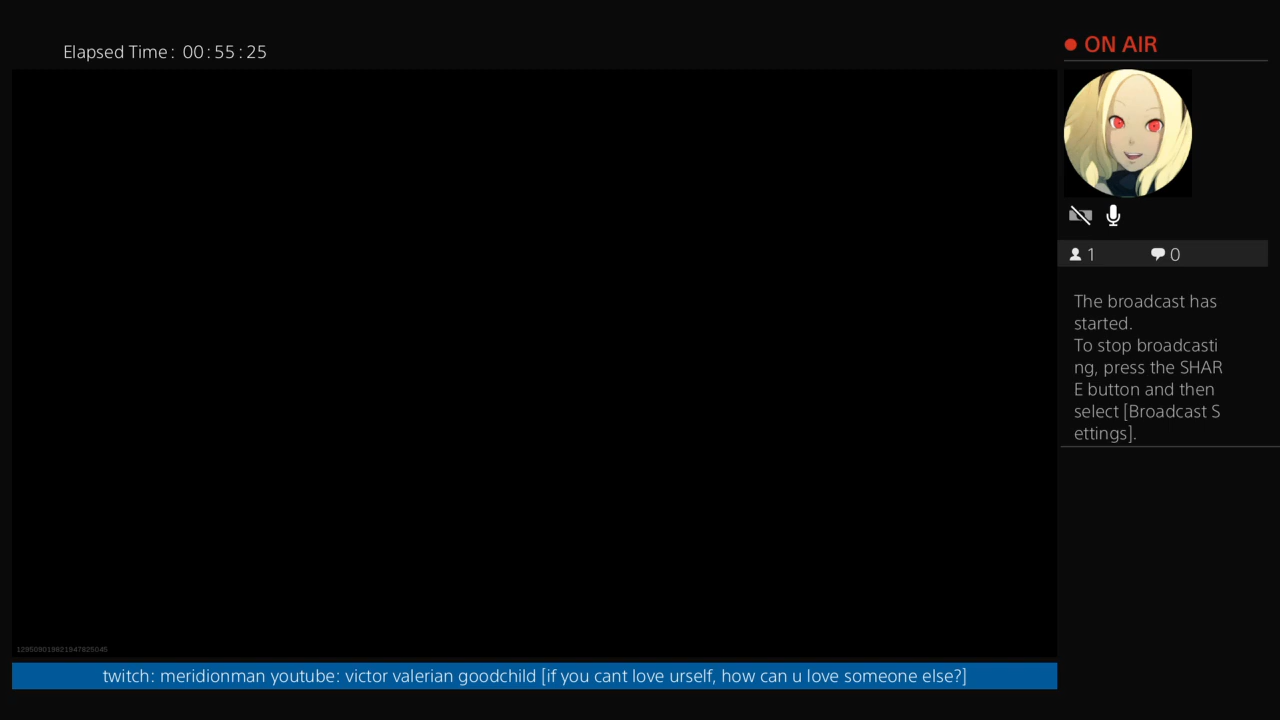 Elapsed Time: 00:55:25
ON AIR
1 0
The broadcast has
started.
To stop broadcasti
ng, press the SHAR
E button and then
select [Broadcast S
ettings].
twitch: meridionman youtube: victor valerian goodchild [if you cant love urself, how can u love someone else?]